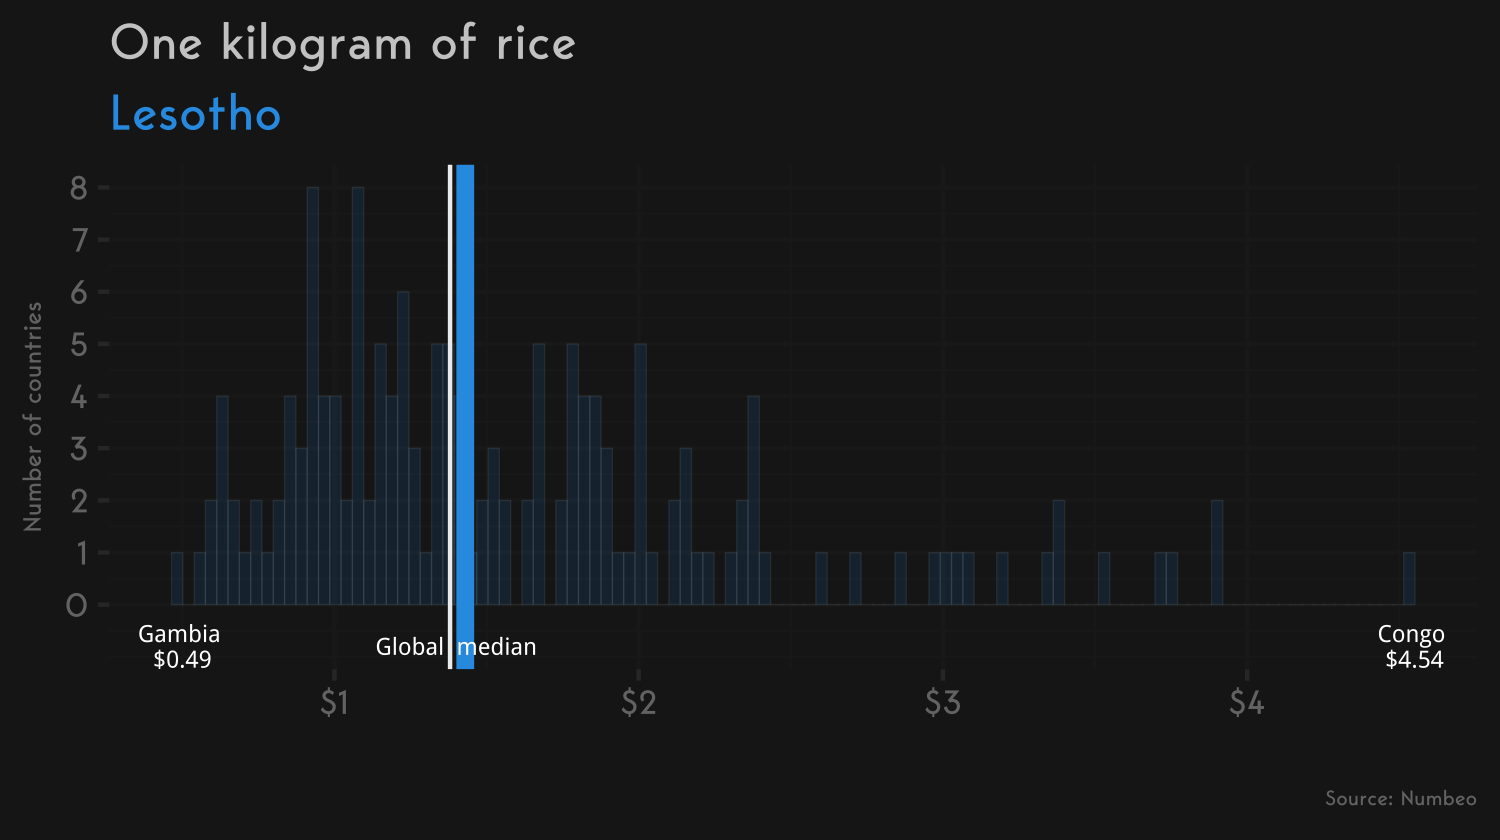 One kilogram of rice
Lesotho
Number of countries
8
7
6
5
4
3
2
1
0
Gambia
$0.49
Global median
Congo
$4.54
$1
$2
$3
$4
Source: Numbeo